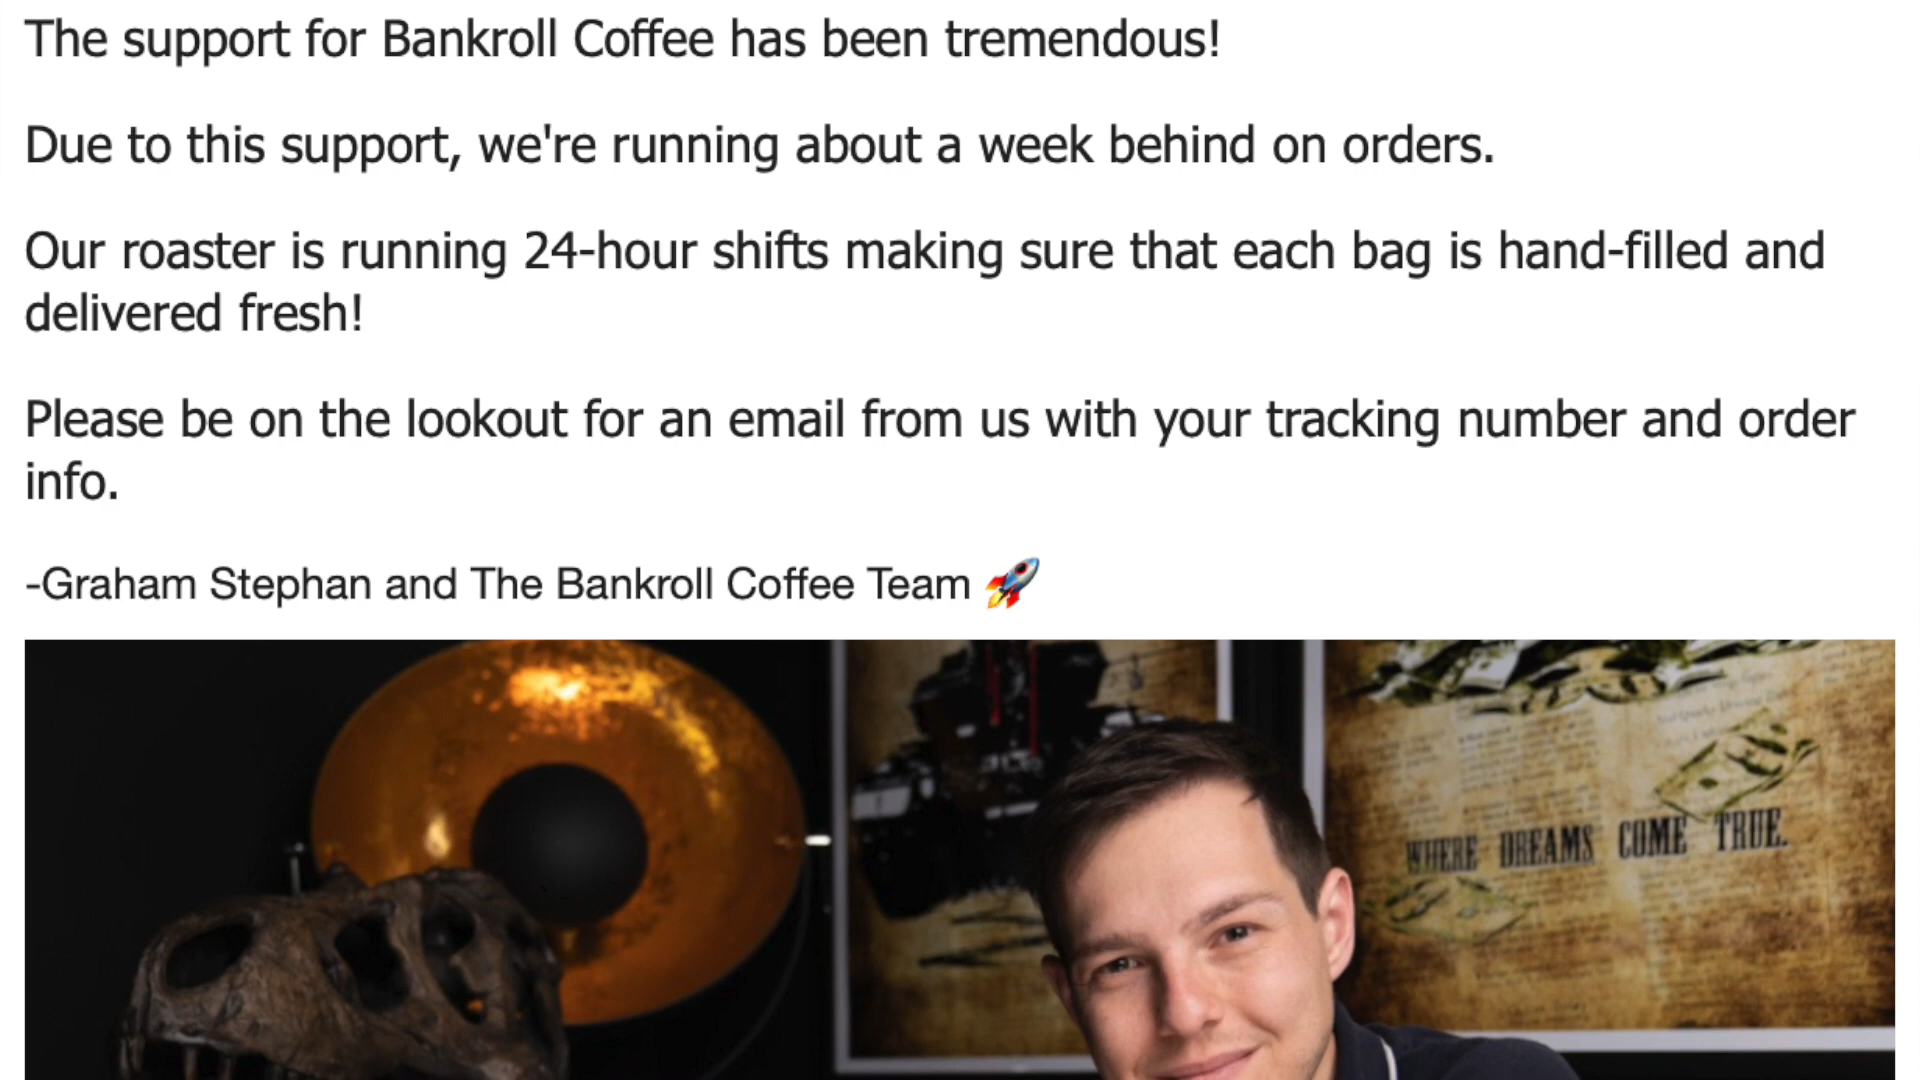 The support for Bankroll Coffee has been tremendous!
Due to this support, we're running about a week behind on orders.
Our roaster is running 24-hour shifts making sure that each bag is hand-filled and
delivered fresh!
Please be on the lookout for an email from us with your tracking number and order
info.
-Graham Stephan and The Bankroll Coffee Team 🚀
WHERE DREAMS COME TRUE.